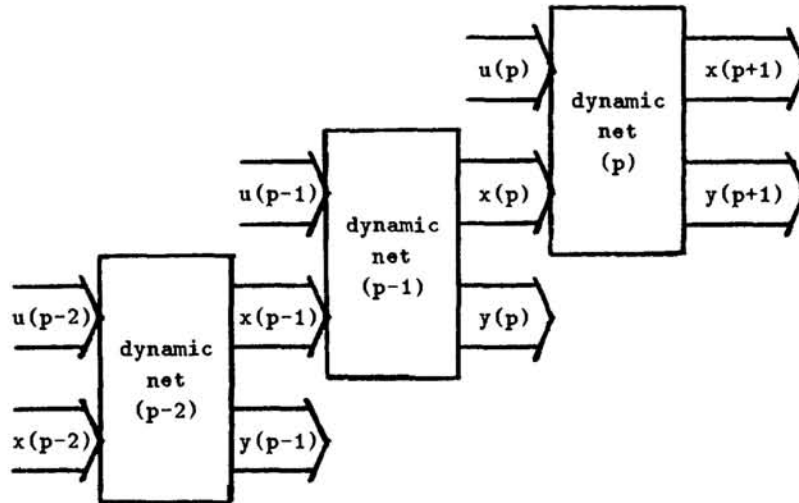 u(p)
dynamic
net
(p)
x(p+1)
y(p+1)
u(p-1)
dynamic
net
(p-1)
x(p)
y(p)
u(p-2)
x(p-2)
dynamic
net
(p-2)
x(p-1)
y(p-1)